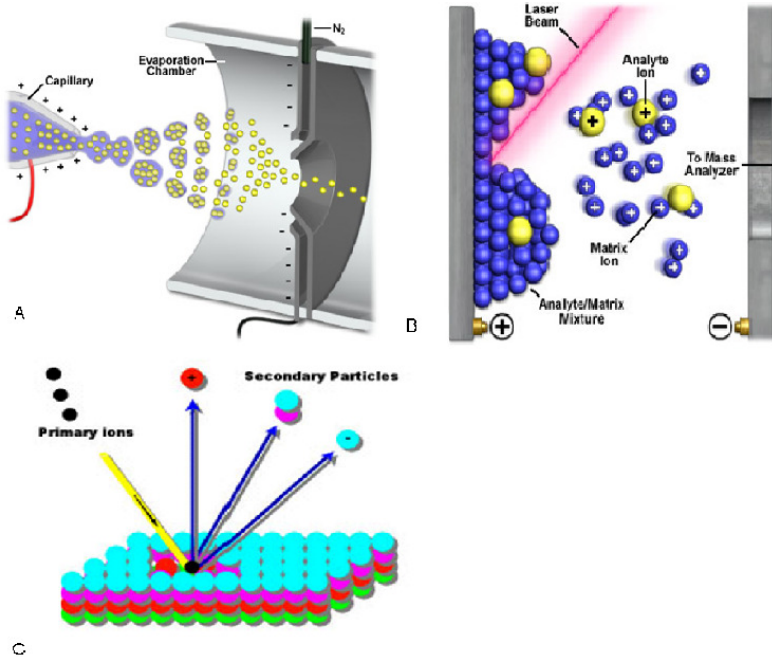 N₂
Evaporation
Chamber
Capillary
+ + + + + + + + + +
- - - - - - - - - - - - - - - -
A
Laser
Beam
Analyte
Ion
+ + + + + + + + + + + + + + + + +
To Mass
Analyzer
Matrix
Ion
Analyte/Matrix
Mixture
+
−
B
+
Secondary Particles
-
Primary ions
C